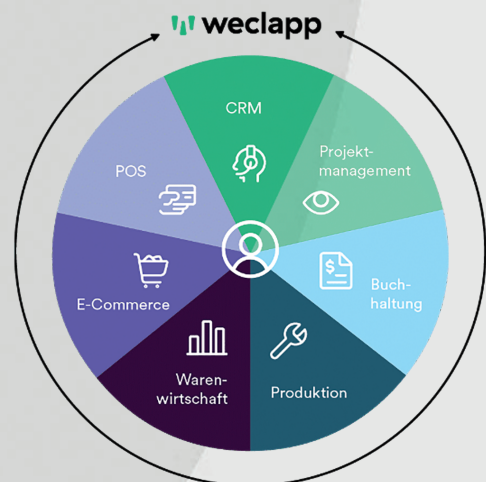 weclapp
CRM
Projekt-
management
POS
Buch-
haltung
E-Commerce
Waren-
wirtschaft
Produktion
$